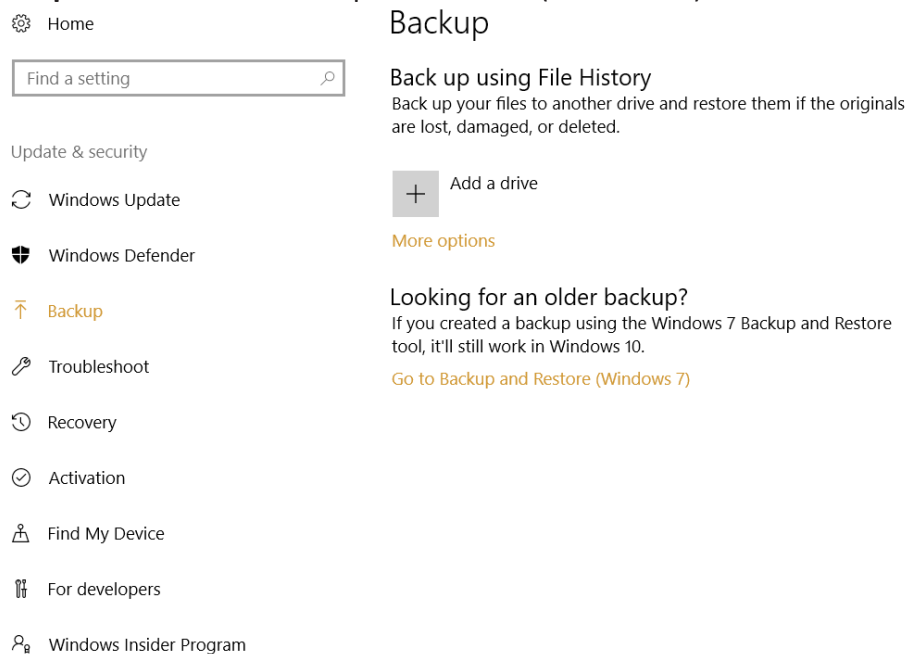 Home
Find a setting
Update & security
Windows Update
Windows Defender
Backup
Troubleshoot
Recovery
Activation
Find My Device
For developers
Windows Insider Program
Backup
Back up using File History
Back up your files to another drive and restore them if the originals
are lost, damaged, or deleted.
Add a drive
More options
Looking for an older backup?
If you created a backup using the Windows 7 Backup and Restore
tool, it'll still work in Windows 10.
Go to Backup and Restore (Windows 7)